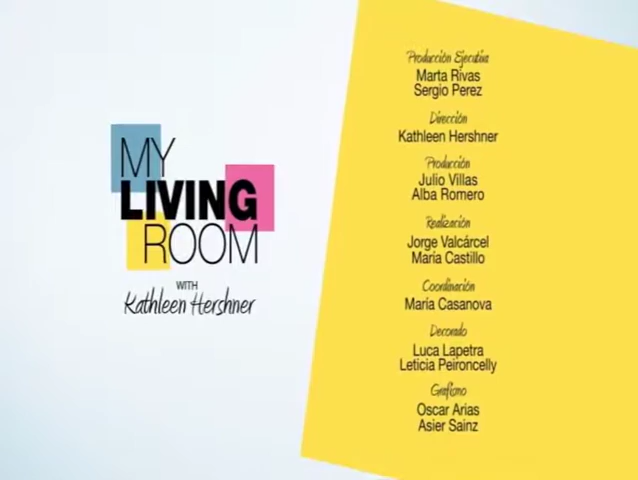 MY
LIVING
ROOM
WITH
Kathleen Hershner
Producción Ejecutiva
Marta Rivas
Sergio Perez
Dirección
Kathleen Hershner
Producción
Julio Villas
Alba Romero
Realización
Jorge Valcárcel
María Castillo
Coordinación
María Casanova
Decorado
Luca Lapetra
Leticia Peironcelly
Grafismo
Oscar Arias
Asier Sainz